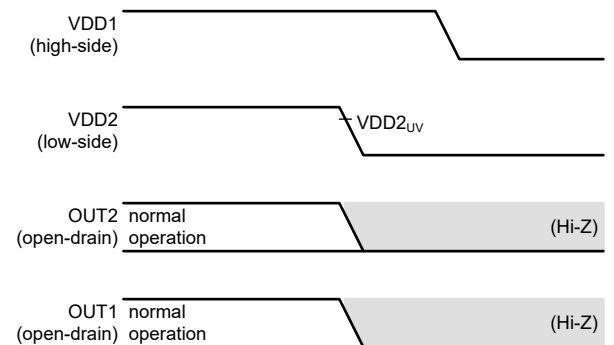 VDD1
(high-side)
VDD2
(low-side)
VDD2UV
OUT2 normal
(open-drain) operation
(Hi-Z)
OUT1 normal
(open-drain) operation
(Hi-Z)